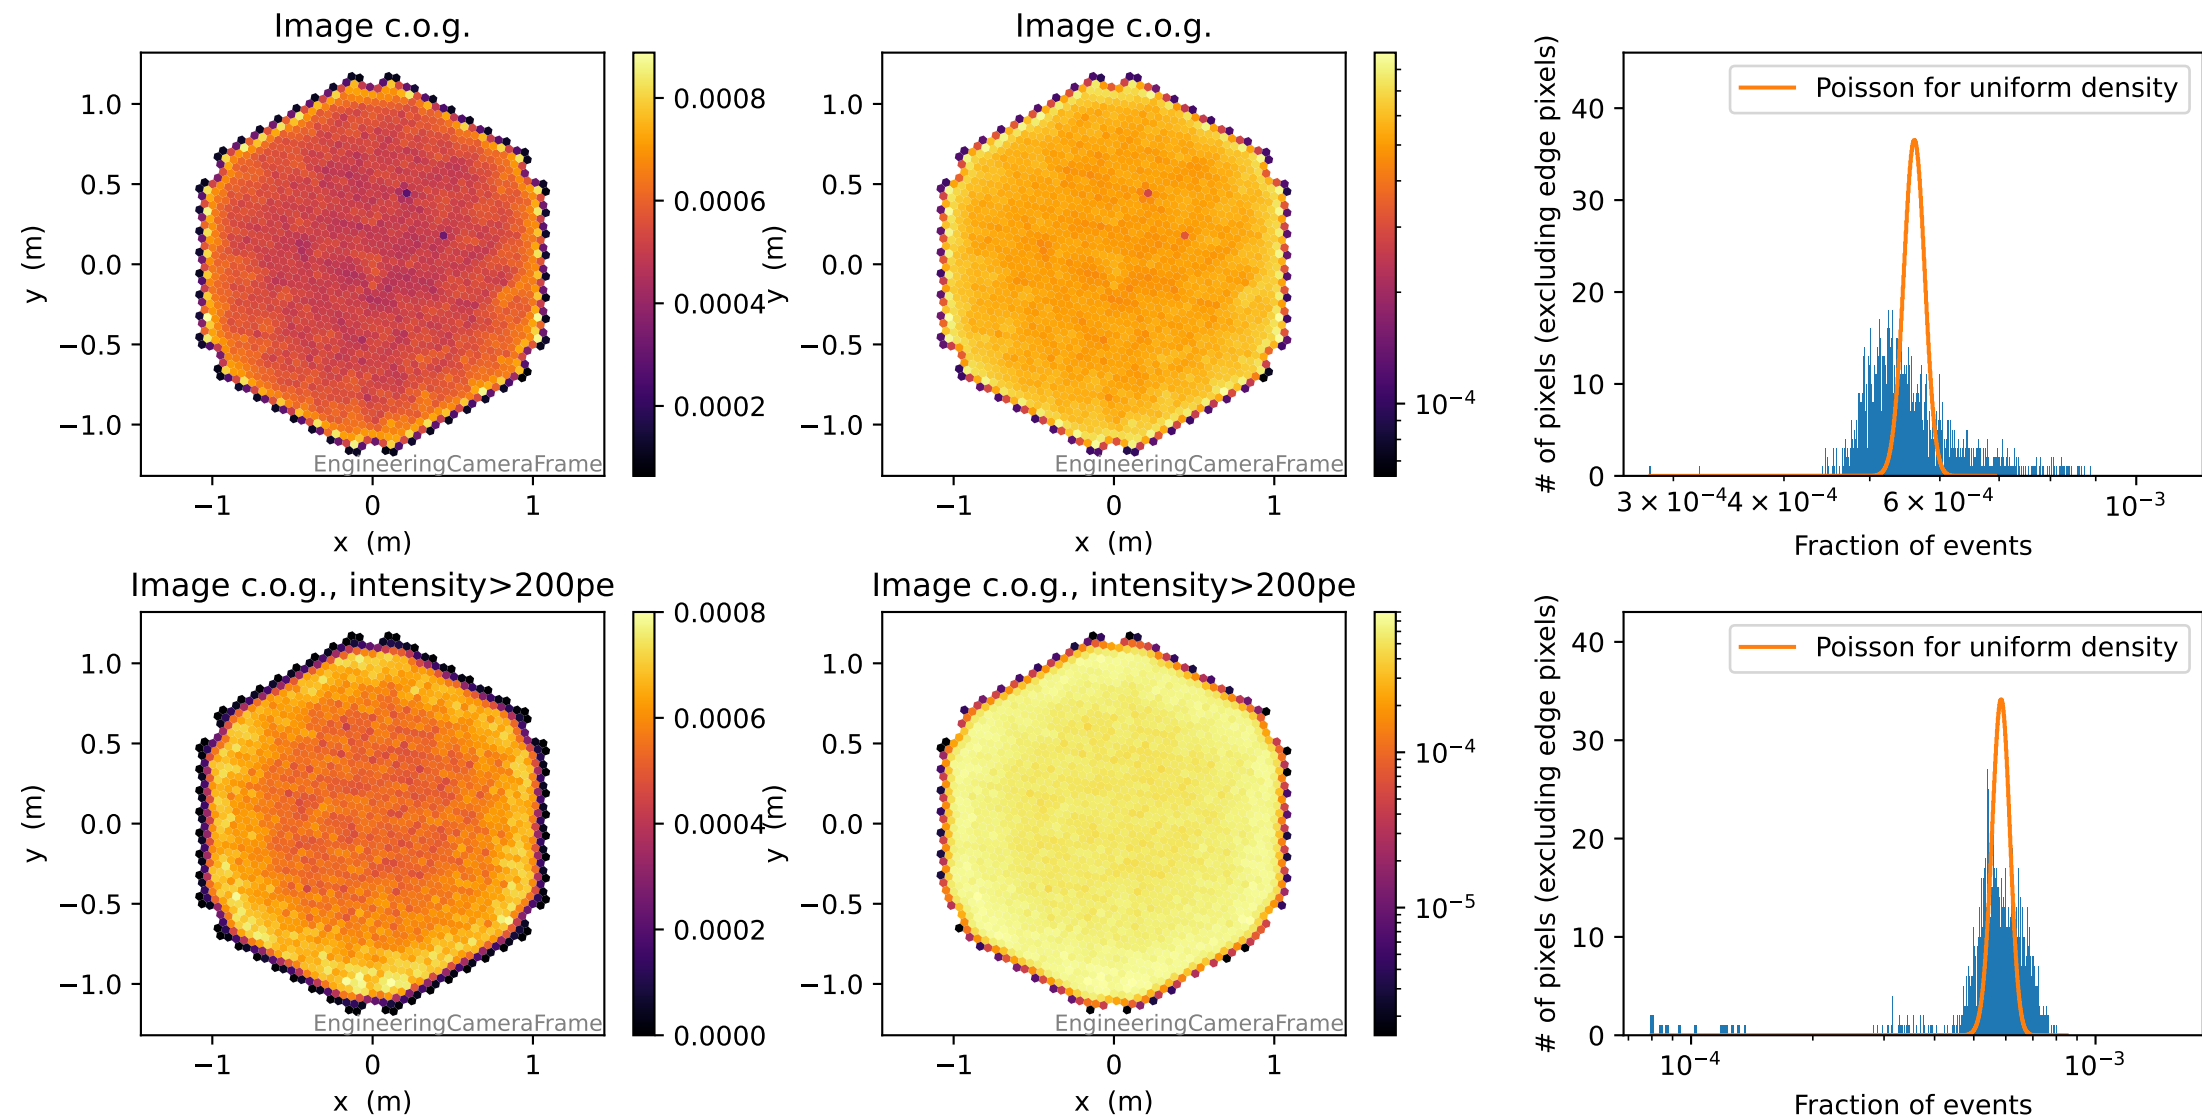 Image c.o.g.
1.0
0.5
0.0
−0.5
−1.0
y (m)
−1
0
1
x (m)
EngineeringCameraFrame
0.0008
0.0006
0.0004
0.0002
Image c.o.g.
1.0
0.5
0.0
−0.5
−1.0
y (m)
−1
0
1
x (m)
EngineeringCameraFrame
10⁻⁴
Poisson for uniform density
# of pixels (excluding edge pixels)
40
30
20
10
0
3 × 10⁻⁴
4 × 10⁻⁴
6 × 10⁻⁴
10⁻³
Fraction of events
Image c.o.g., intensity>200pe
1.0
0.5
0.0
−0.5
−1.0
y (m)
−1
0
1
x (m)
EngineeringCameraFrame
0.0008
0.0006
0.0004
0.0002
0.0000
Image c.o.g., intensity>200pe
1.0
0.5
0.0
−0.5
−1.0
y (m)
−1
0
1
x (m)
EngineeringCameraFrame
10⁻⁴
10⁻⁵
Poisson for uniform density
# of pixels (excluding edge pixels)
40
30
20
10
0
10⁻⁴
10⁻³
Fraction of events